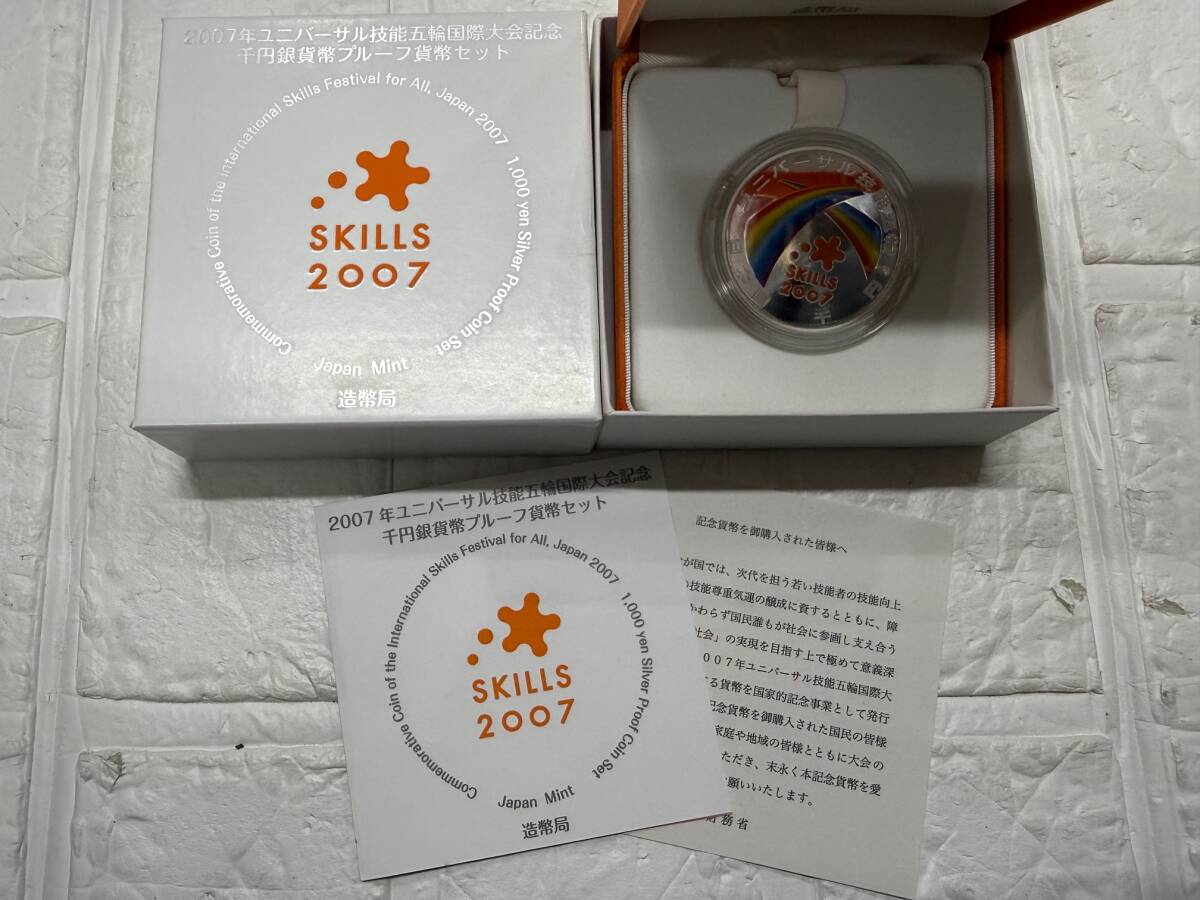 2007年ユニバーサル技能五輪国際大会記念
千円銀貨幣プルーフ貨幣セット
Commemorative Coin of the International Skills Festival for All, Japan 2007 1,000 yen Silver Proof Coin Set
SKILLS
2007
Japan Mint
造幣局
造幣局
ユニバーサル技
SKILLS
2007
千円
2007年ユニバーサル技能五輪国際大会記念
千円銀貨幣プルーフ貨幣セット
Commemorative Coin of the International Skills Festival for All, Japan 2007 1,000 yen Silver Proof Coin Set
SKILLS
2007
Japan Mint
造幣局
記念貨幣を御購入された皆様へ
が国では、次代を担う若い技能者の技能向上
技能尊重気運の醸成に資するとともに、障
かわらず国民誰もが社会に参画し支え合う
社会」の実現を目指す上で極めて意義深
007年ユニバーサル技能五輪国際大
る貨幣を国家的記念事業として発行
記念貨幣を御購入された国民の皆様
家庭や地域の皆様とともに大会の
ただき、末永く本記念貨幣を愛
願いいたします。
財務省